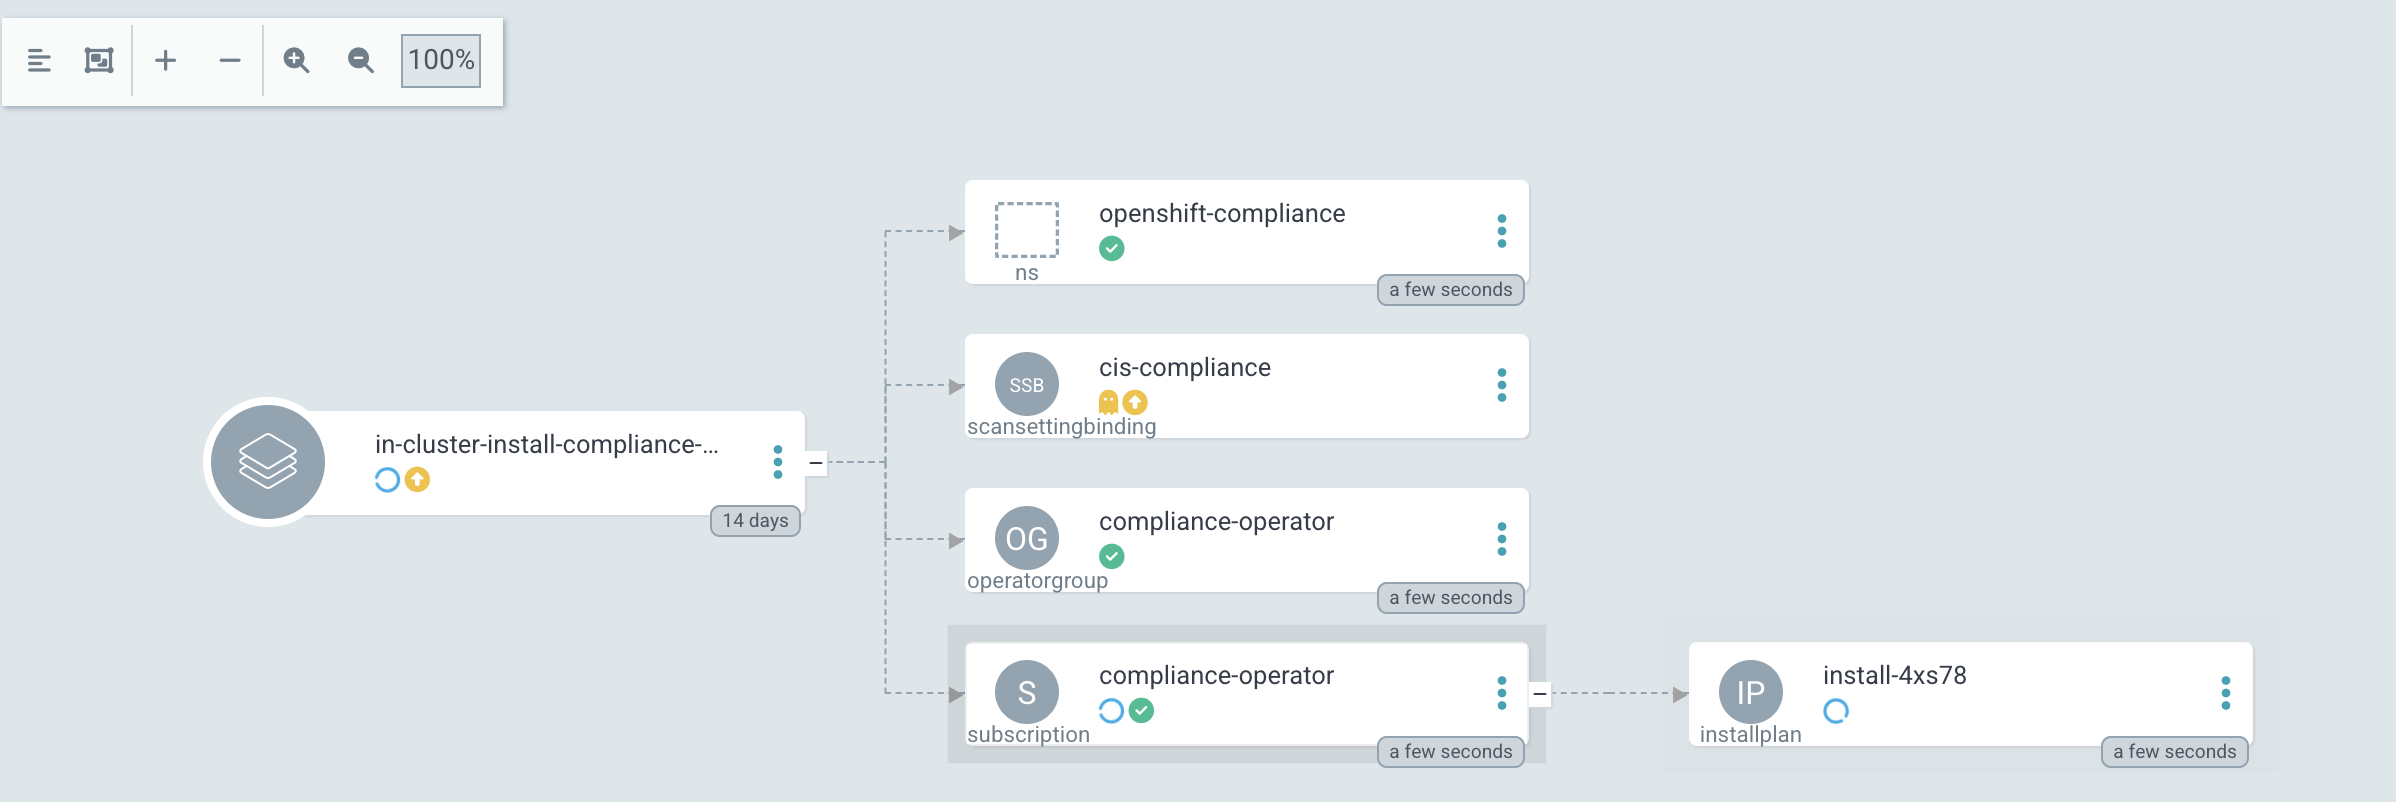 100%
openshift-compliance
ns
a few seconds
cis-compliance
SSB
scansettingbinding
in-cluster-install-compliance-...
14 days
compliance-operator
OG
operatorgroup
a few seconds
compliance-operator
S
subscription
a few seconds
install-4xs78
IP
installplan
a few seconds